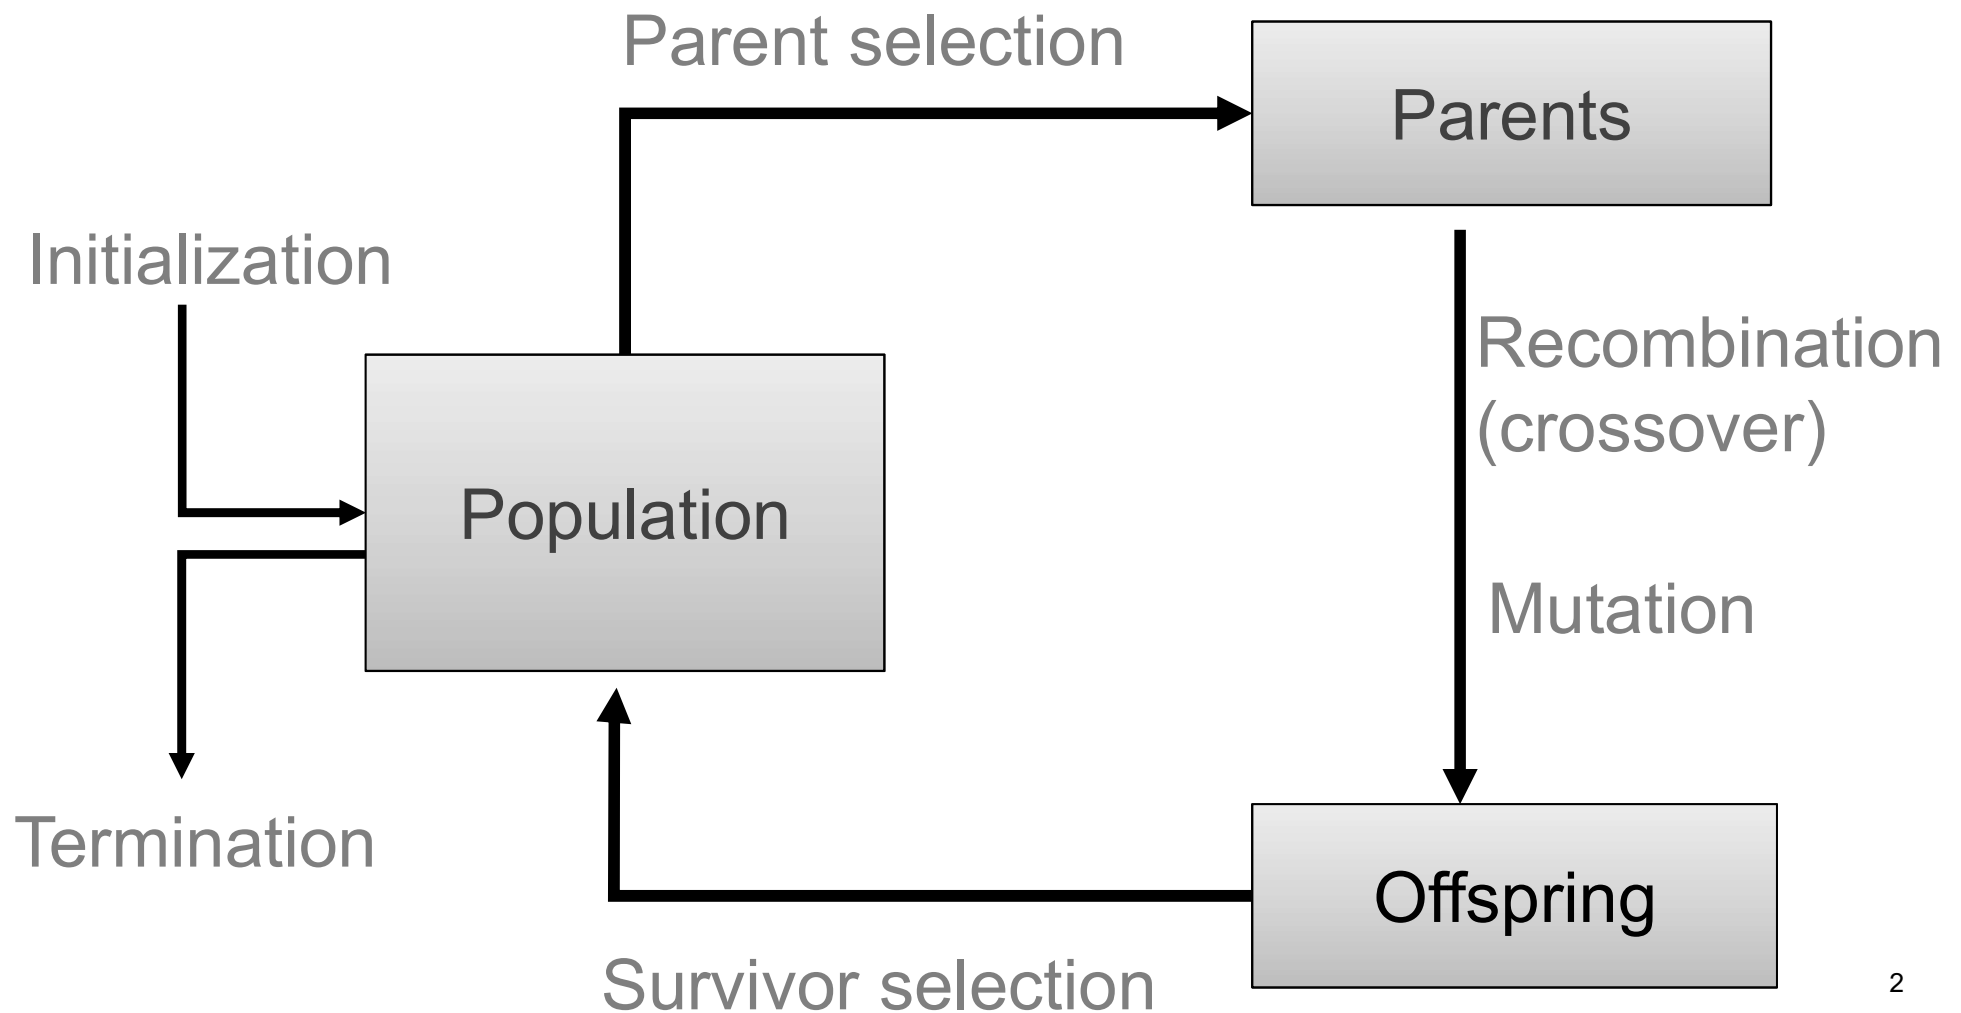 Parent selection
Parents
Initialization
Recombination
(crossover)
Population
Mutation
Termination
Offspring
Survivor selection
2